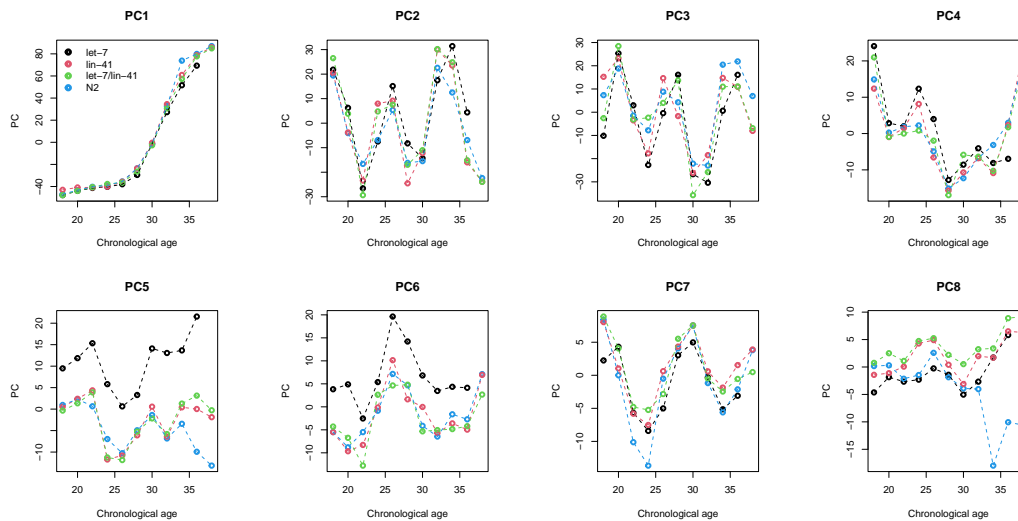 PC1
PC2
PC3
PC4
let-7
lin-41
let-7/lin-41
N2
PC
−40 0 20 40 60 80
20 25 30 35
Chronological age
PC
−30 −10 0 10 20 30
20 25 30 35
Chronological age
PC
−30 −10 0 10 20 30
20 25 30 35
Chronological age
PC
−10 0 10 20
20 25 30 35
Chronological age
PC5
PC6
PC7
PC8
PC
−10 0 5 10 15 20
20 25 30 35
Chronological age
PC
−10 −5 0 5 10 15 20
20 25 30 35
Chronological age
PC
−10 −5 0 5
20 25 30 35
Chronological age
PC
−15 −10 −5 0 5 10
20 25 30 35
Chronological age